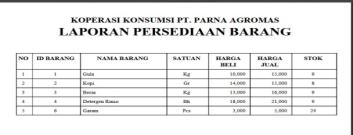 KOPERASI KONSUMSI PT. PARNA AGROMAS
LAPORAN PERSEDIAAN BARANG
NO ID BARANG NAMA BARANG SATUAN HARGA BELI HARGA JUAL STOK
1 1 Gula Kg 10,000 13,000 0
2 2 Kopi Gr 14,000 15,000 8
3 3 Beras Kg 13,000 16,000 9
4 4 Detergen Rinso Blk 18,000 21,000 9
5 6 Garam Pcs 3,000 5,000 29